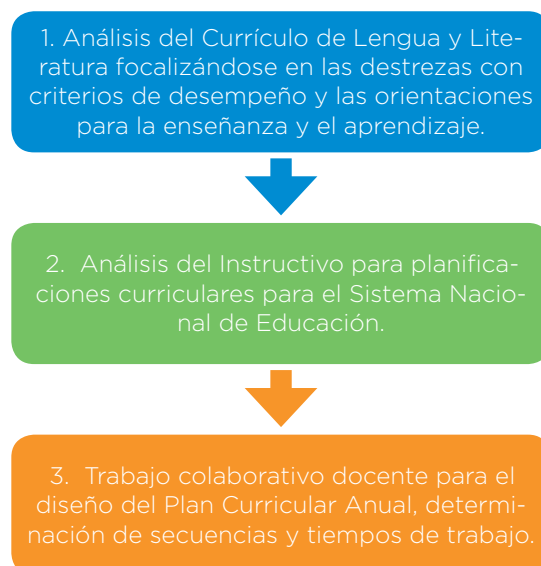 1. Análisis del Currículo de Lengua y Lite-
ratura focalizándose en las destrezas con
criterios de desempeño y las orientaciones
para la enseñanza y el aprendizaje.
2. Análisis del Instructivo para planifica-
ciones curriculares para el Sistema Nacio-
nal de Educación.
3. Trabajo colaborativo docente para el
diseño del Plan Curricular Anual, determi-
nación de secuencias y tiempos de trabajo.